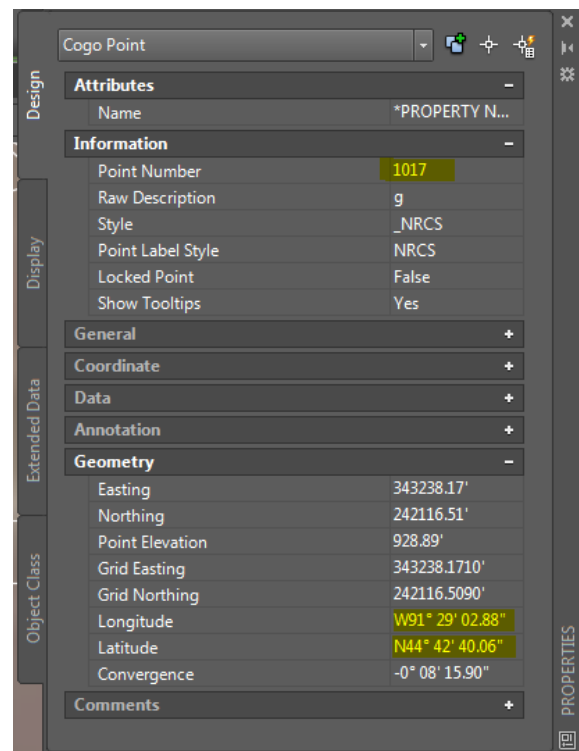 Cogo Point
Attributes
Name *PROPERTY N...
Information
Point Number 1017
Raw Description g
Style _NRCS
Point Label Style NRCS
Locked Point False
Show Tooltips Yes
General
Coordinate
Data
Annotation
Geometry
Easting 343238.17'
Northing 242116.51'
Point Elevation 928.89'
Grid Easting 343238.1710'
Grid Northing 242116.5090'
Longitude W91° 29' 02.88"
Latitude N44° 42' 40.06"
Convergence -0° 08' 15.90"
Comments
Design
Display
Extended Data
Object Class
PROPERTIES